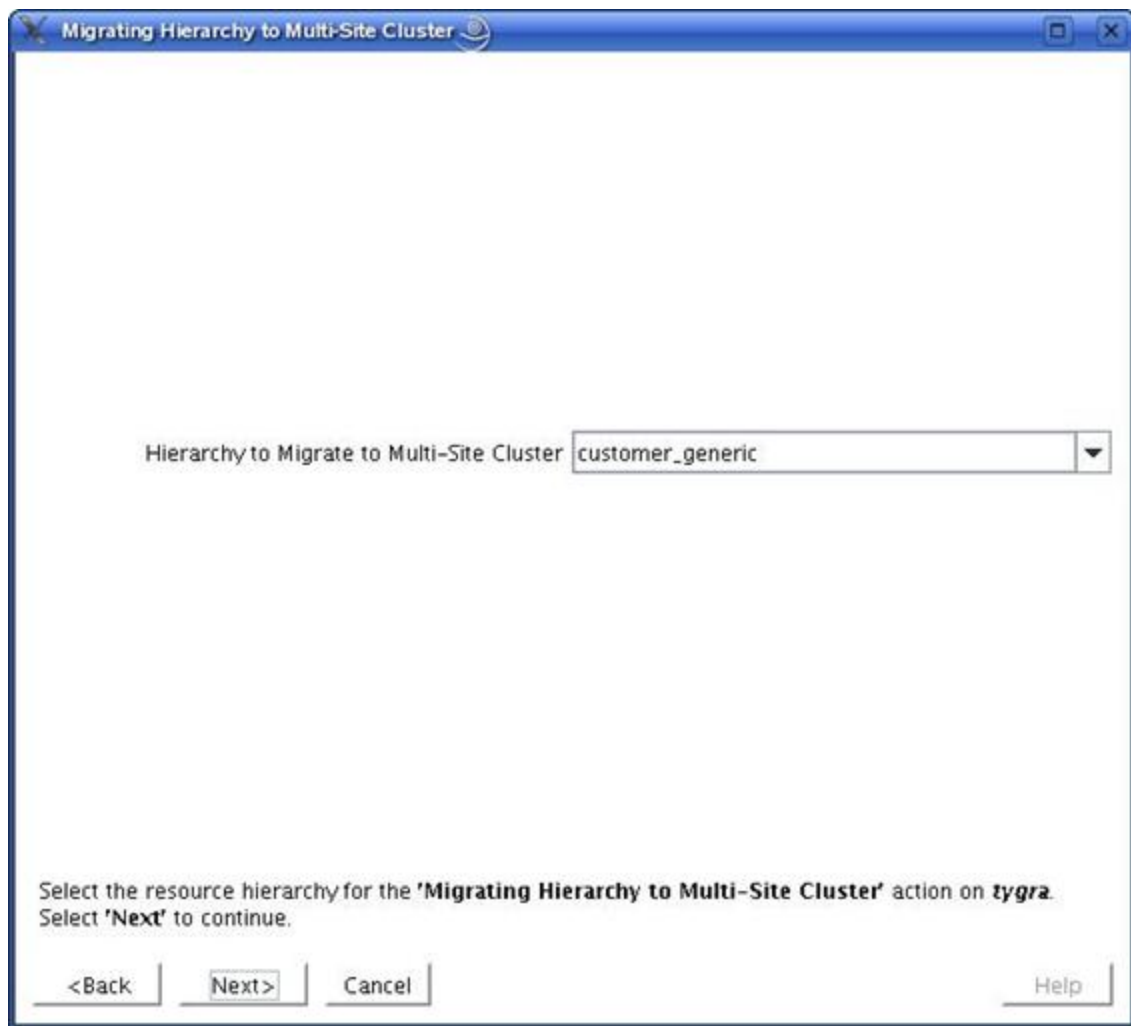 Migrating Hierarchy to Multi-Site Cluster
Hierarchy to Migrate to Multi-Site Cluster customer_generic
Select the resource hierarchy for the 'Migrating Hierarchy to Multi-Site Cluster' action on tygra.
Select 'Next' to continue.
<Back Next> Cancel Help